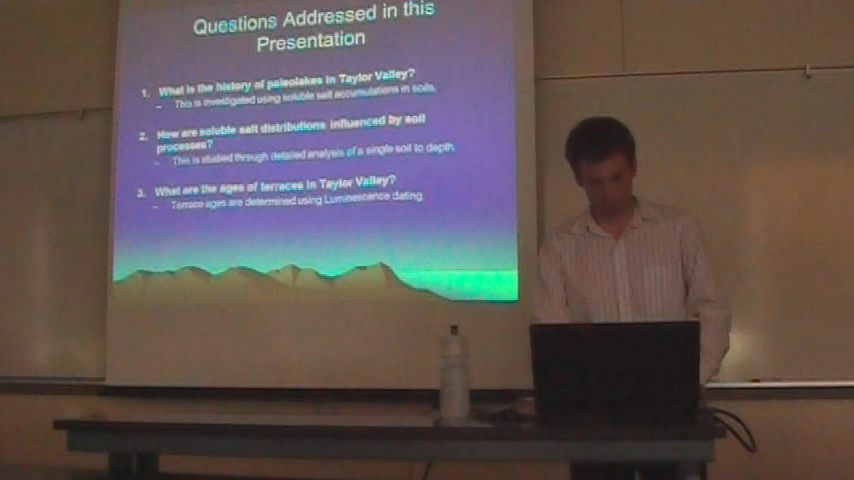 Questions Addressed in this
Presentation
1. What is the history of paleolakes in Taylor Valley?
– This is investigated using soluble salt accumulations in soils.
2. How are soluble salt distributions influenced by soil
processes?
– This is studied through detailed analysis of a single soil to depth.
3. What are the ages of terraces in Taylor Valley?
– Terrace ages are determined using Luminescence dating.